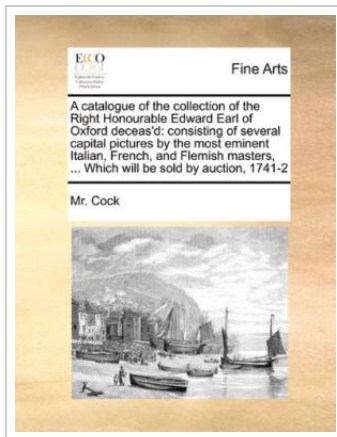 ECCO
Fine Arts
A catalogue of the collection of the
Right Honourable Edward Earl of
Oxford deceas'd: consisting of several
capital pictures by the most eminent
Italian, French, and Flemish masters,
... Which will be sold by auction, 1741-2
Mr. Cock